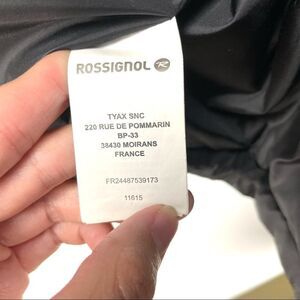 ROSSIGNOL
TYAX SNC
220 RUE DE POMMARIN
BP-33
38430 MOIRANS
FRANCE
FR24487539173
11615